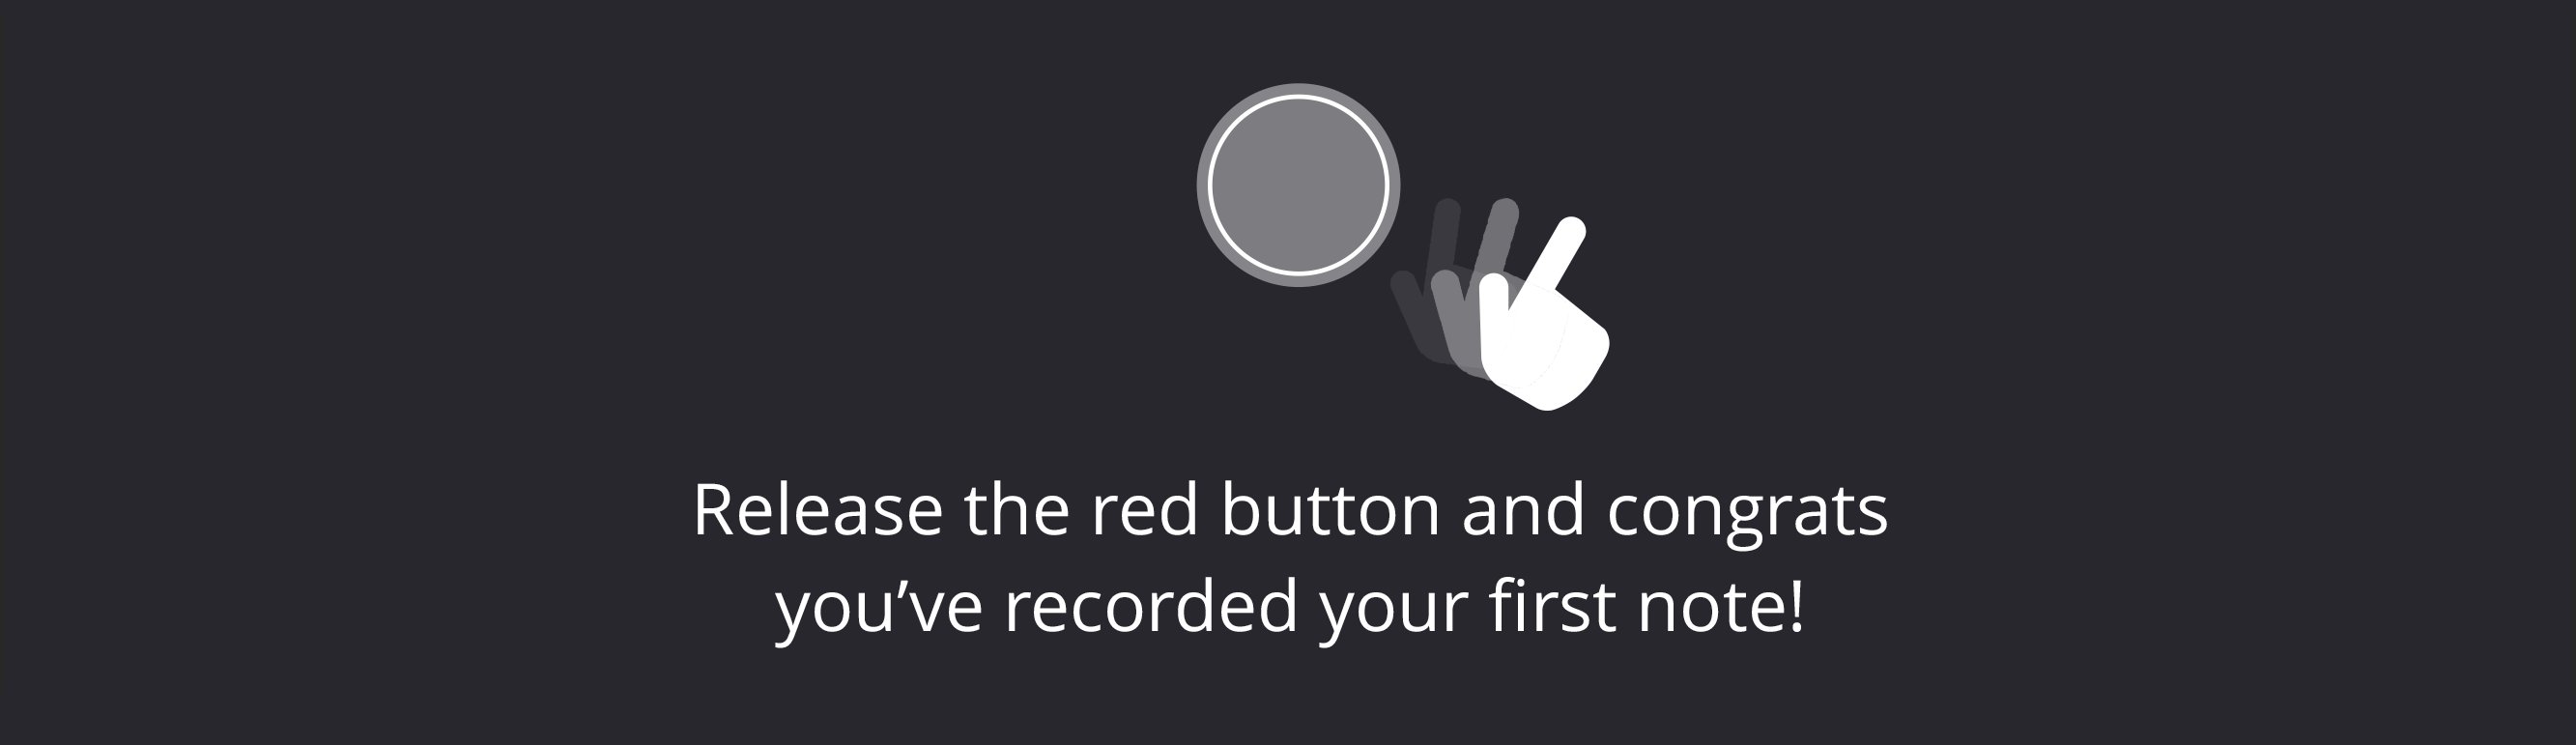 Release the red button and congrats
you’ve recorded your first note!